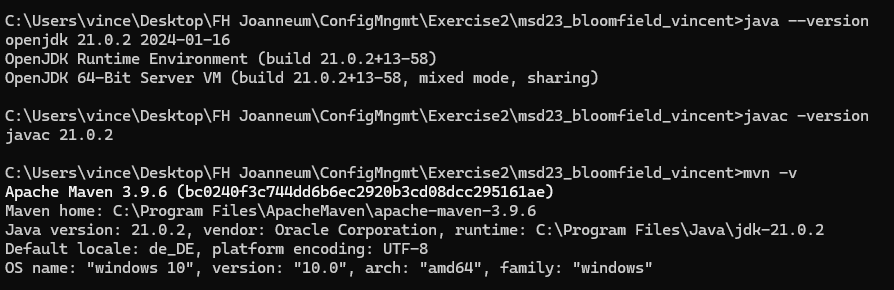 C:\Users\vince\Desktop\FH Joanneum\ConfigMngmt\Exercise2\msd23_bloomfield_vincent>java --version
openjdk 21.0.2 2024-01-16
OpenJDK Runtime Environment (build 21.0.2+13-58)
OpenJDK 64-Bit Server VM (build 21.0.2+13-58, mixed mode, sharing)
C:\Users\vince\Desktop\FH Joanneum\ConfigMngmt\Exercise2\msd23_bloomfield_vincent>javac -version
javac 21.0.2
C:\Users\vince\Desktop\FH Joanneum\ConfigMngmt\Exercise2\msd23_bloomfield_vincent>mvn -v
Apache Maven 3.9.6 (bc0240f3c744dd6b6ec2920b3cd08dcc295161ae)
Maven home: C:\Program Files\ApacheMaven\apache-maven-3.9.6
Java version: 21.0.2, vendor: Oracle Corporation, runtime: C:\Program Files\Java\jdk-21.0.2
Default locale: de_DE, platform encoding: UTF-8
OS name: "windows 10", version: "10.0", arch: "amd64", family: "windows"